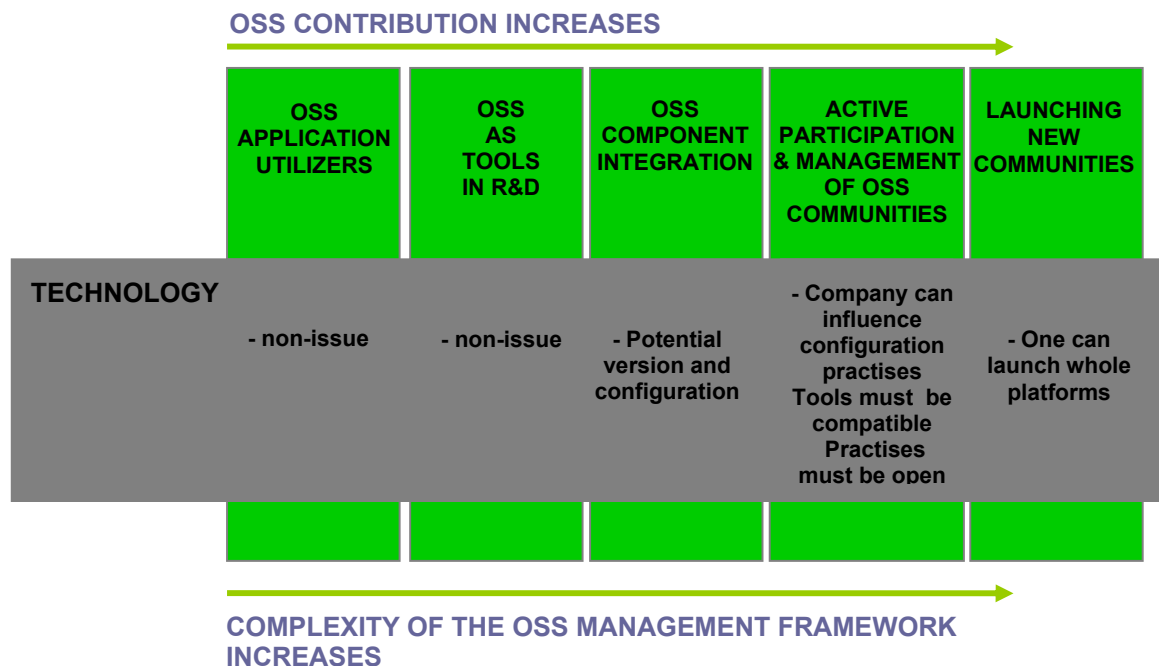 OSS CONTRIBUTION INCREASES
OSS
APPLICATION
UTILIZERS
OSS
AS
TOOLS
IN R&D
OSS
COMPONENT
INTEGRATION
ACTIVE
PARTICIPATION
& MANAGEMENT
OF OSS
COMMUNITIES
LAUNCHING
NEW
COMMUNITIES
TECHNOLOGY
- non-issue
- non-issue
- Potential
version and
configuration
- Company can
influence
configuration
practises
Tools must be
compatible
Practises
must be open
- One can
launch whole
platforms
COMPLEXITY OF THE OSS MANAGEMENT FRAMEWORK
INCREASES